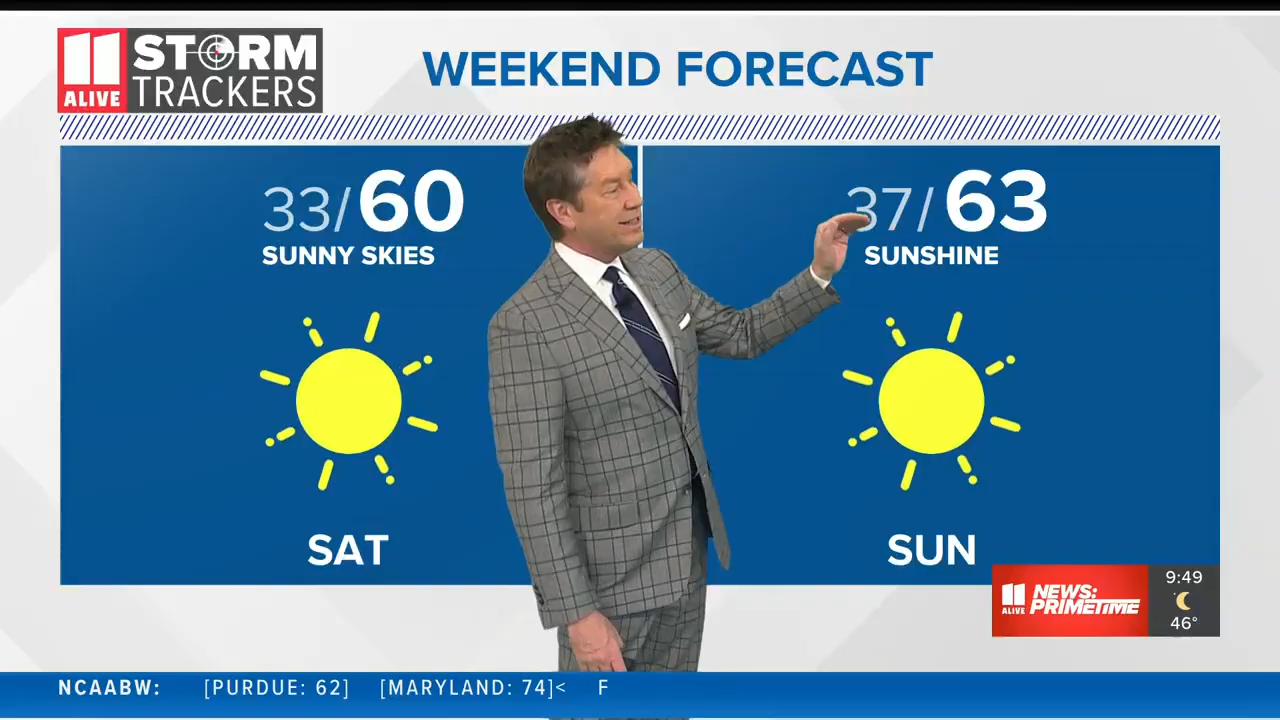 11 ALIVE
STORM
TRACKERS
WEEKEND FORECAST
33/60
SUNNY SKIES
37/63
SUNSHINE
SAT
SUN
11 ALIVE
NEWS:
PRIMETIME
9:49
46°
NCAABW: [PURDUE: 62] [MARYLAND: 74]< F